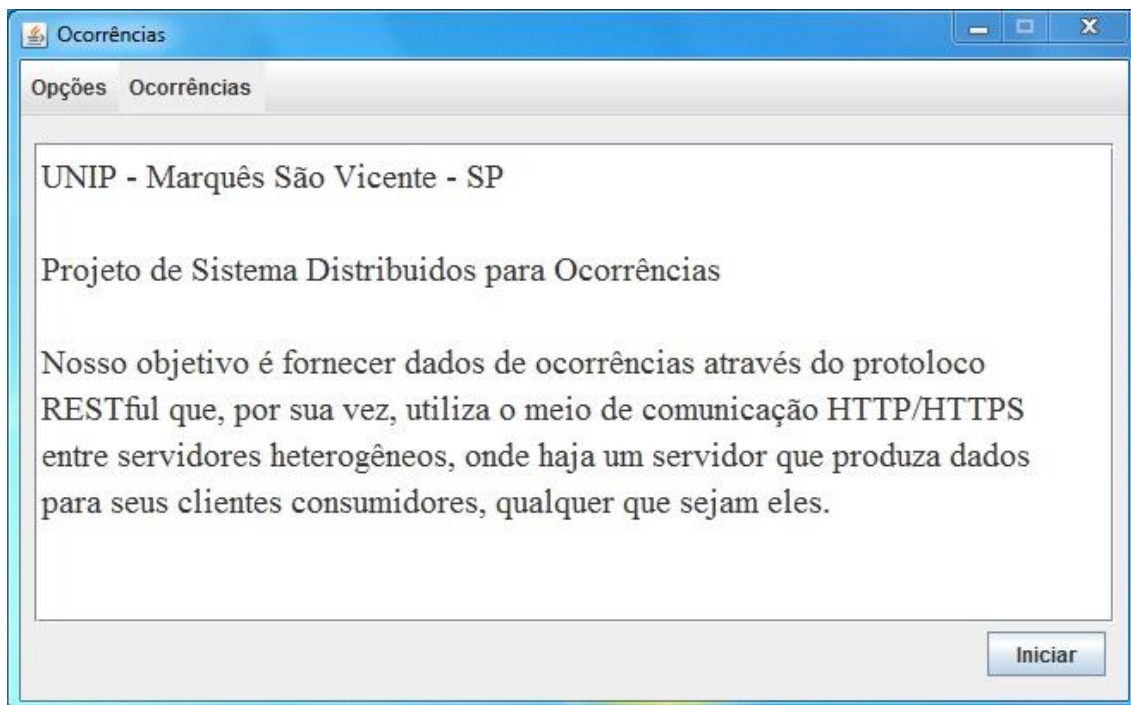 Ocorrências
Opções Ocorrências
UNIP - Marquês São Vicente - SP
Projeto de Sistema Distribuidos para Ocorrências
Nosso objetivo é fornecer dados de ocorrências através do protoloco
RESTful que, por sua vez, utiliza o meio de comunicação HTTP/HTTPS
entre servidores heterogêneos, onde haja um servidor que produza dados
para seus clientes consumidores, qualquer que sejam eles.
Iniciar